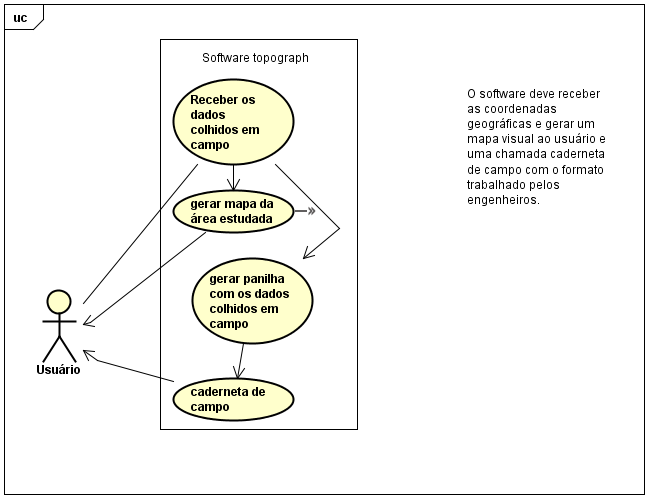 uc
Software topograph
Receber os
dados
colhidos em
campo
gerar mapa da
área estudada
gerar panilha
com os dados
colhidos em
campo
caderneta de
campo
Usuário
O software deve receber
as coordenadas
geográficas e gerar um
mapa visual ao usuário e
uma chamada caderneta
de campo com o formato
trabalhado pelos
engenheiros.